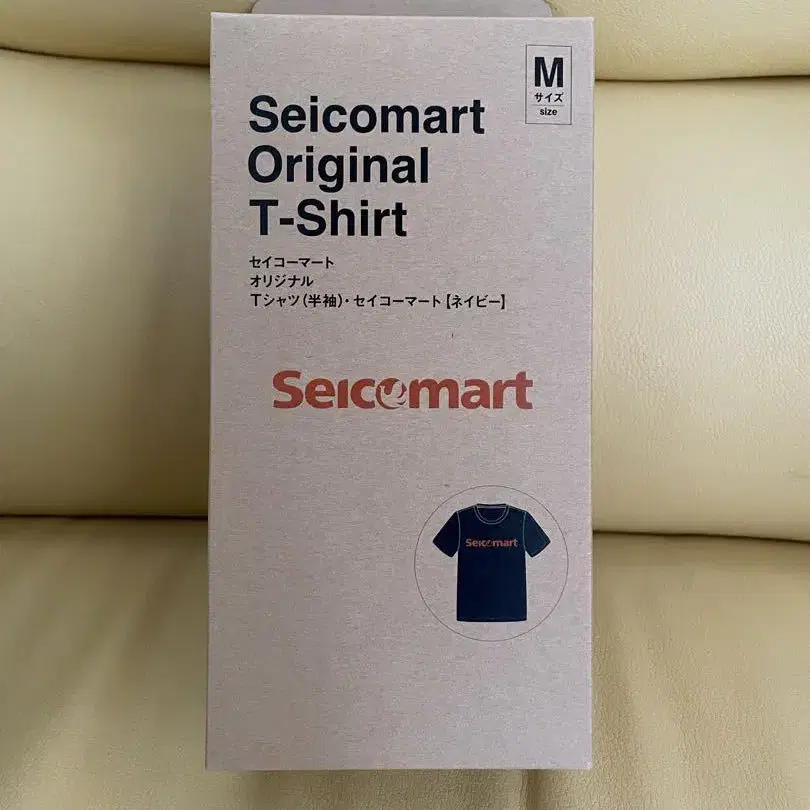 M
サイズ
size
Seicomart
Original
T-Shirt
セイコーマート
オリジナル
Tシャツ(半袖)・セイコーマート【ネイビー】
Seicomart
Seicomart